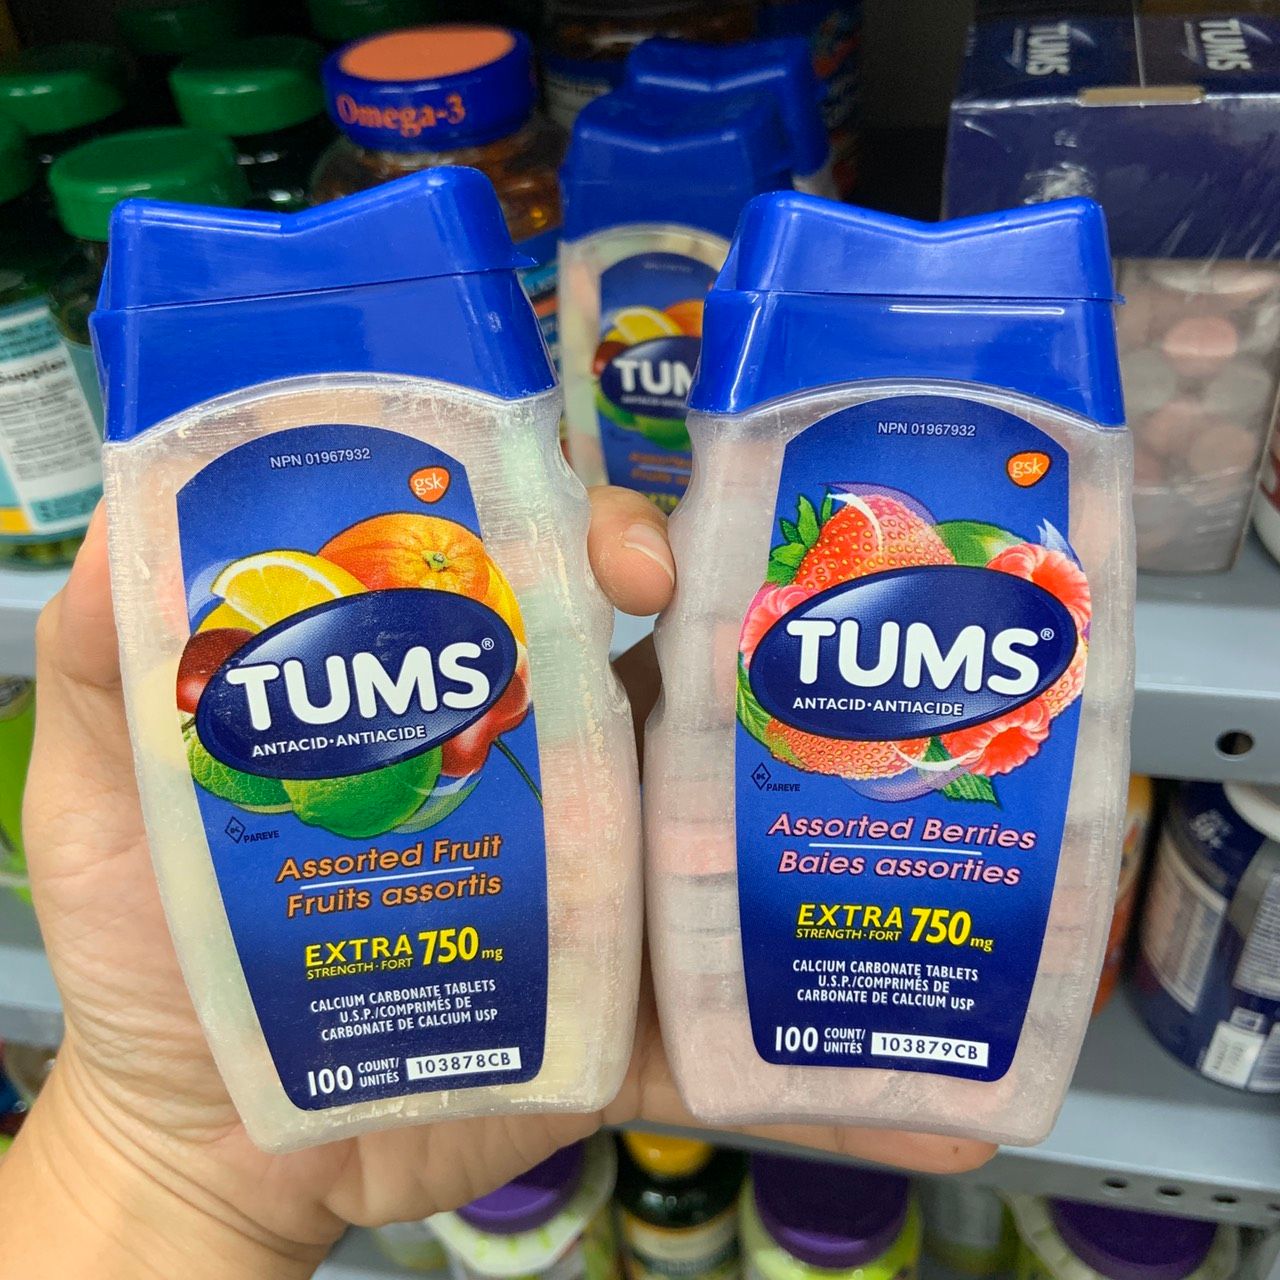 Omega-3
TUMS
TUMS
TUM
NPN 01967932
gsk
TUMS®
ANTACID·ANTIACIDE
PAREVE
Assorted Fruit
Fruits assortis
EXTRA 750 mg
STRENGTH·FORT
CALCIUM CARBONATE TABLETS
U.S.P./COMPRIMÉS DE
CARBONATE DE CALCIUM USP
100 COUNT/
UNITÉS
103878CB
NPN 01967932
gsk
TUMS®
ANTACID·ANTIACIDE
PAREVE
Assorted Berries
Baies assorties
EXTRA 750 mg
STRENGTH·FORT
CALCIUM CARBONATE TABLETS
U.S.P./COMPRIMÉS DE
CARBONATE DE CALCIUM USP
100 COUNT/
UNITÉS
103879CB